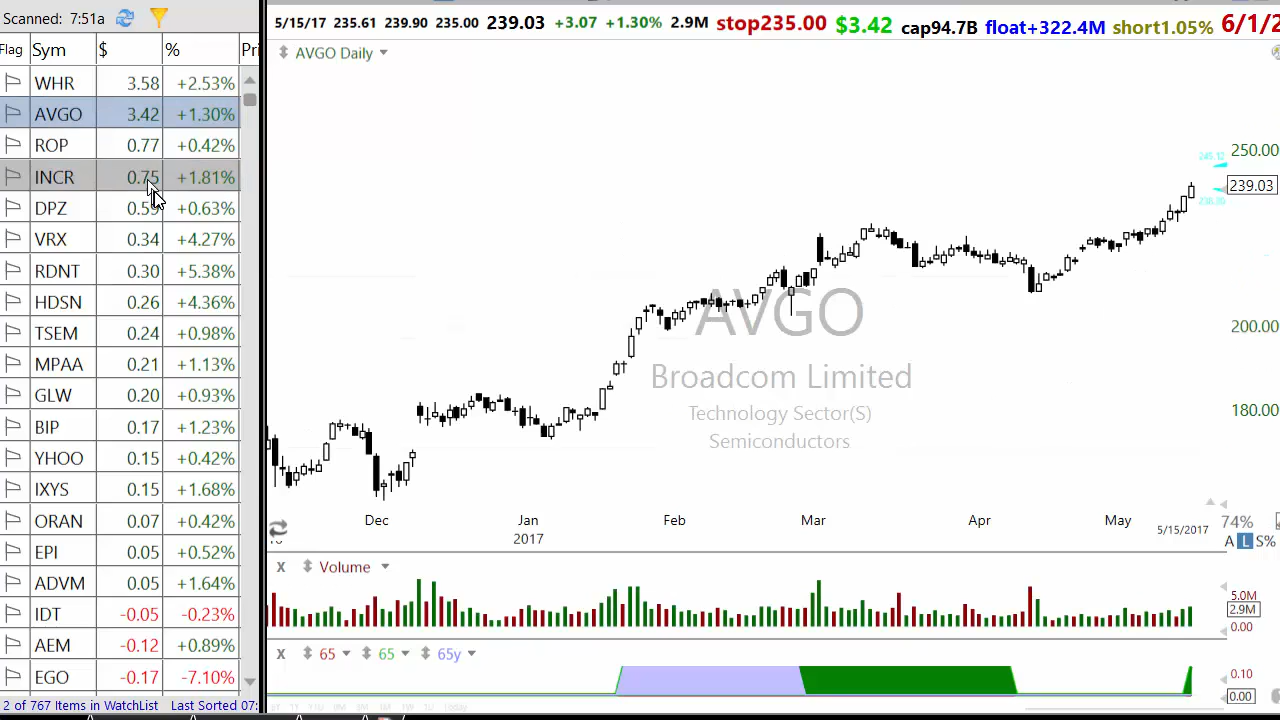 Scanned: 7:51a
Flag Sym $ % Pri
WHR 3.58 +2.53%
AVGO 3.42 +1.30%
ROP 0.77 +0.42%
INCR 0.75 +1.81%
DPZ 0.59 +0.63%
VRX 0.34 +4.27%
RDNT 0.30 +5.38%
HDSN 0.26 +4.36%
TSEM 0.24 +0.98%
MPAA 0.21 +1.13%
GLW 0.20 +0.93%
BIP 0.17 +1.23%
YHOO 0.15 +0.42%
IXYS 0.15 +1.68%
ORAN 0.07 +0.42%
EPI 0.05 +0.52%
ADVM 0.05 +1.64%
IDT -0.05 -0.23%
AEM -0.12 +0.89%
EGO -0.17 -7.10%
2 of 767 Items in WatchList Last Sorted 07:
5/15/17 235.61 239.90 235.00 239.03 +3.07 +1.30% 2.9M stop235.00 $3.42 cap94.7B float+322.4M short1.05% 6/1/2
AVGO Daily
250.00
239.03
200.00
180.00
AVGO
Broadcom Limited
Technology Sector(S)
Semiconductors
Dec Jan Feb Mar Apr May 5/15/2017
2017
74%
A L S%
X Volume
5.0M
2.9M
0.00
X 65 65 65y
0.10
0.00